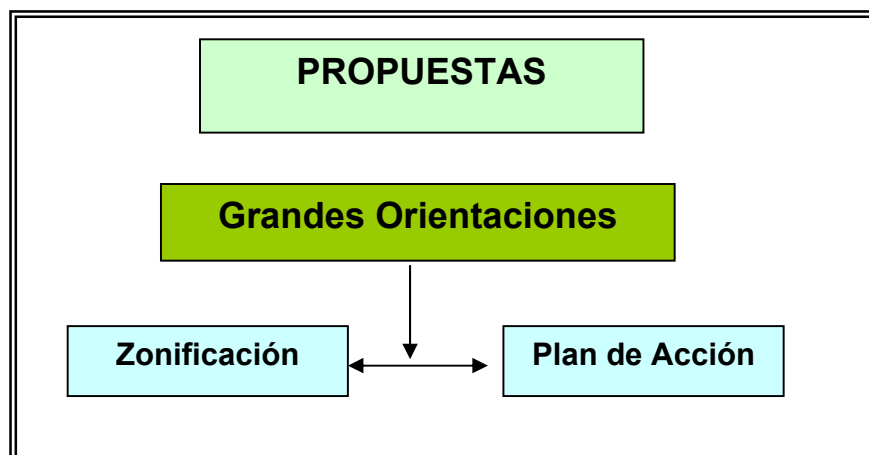 PROPUESTAS
Grandes Orientaciones
Zonificación
Plan de Acción